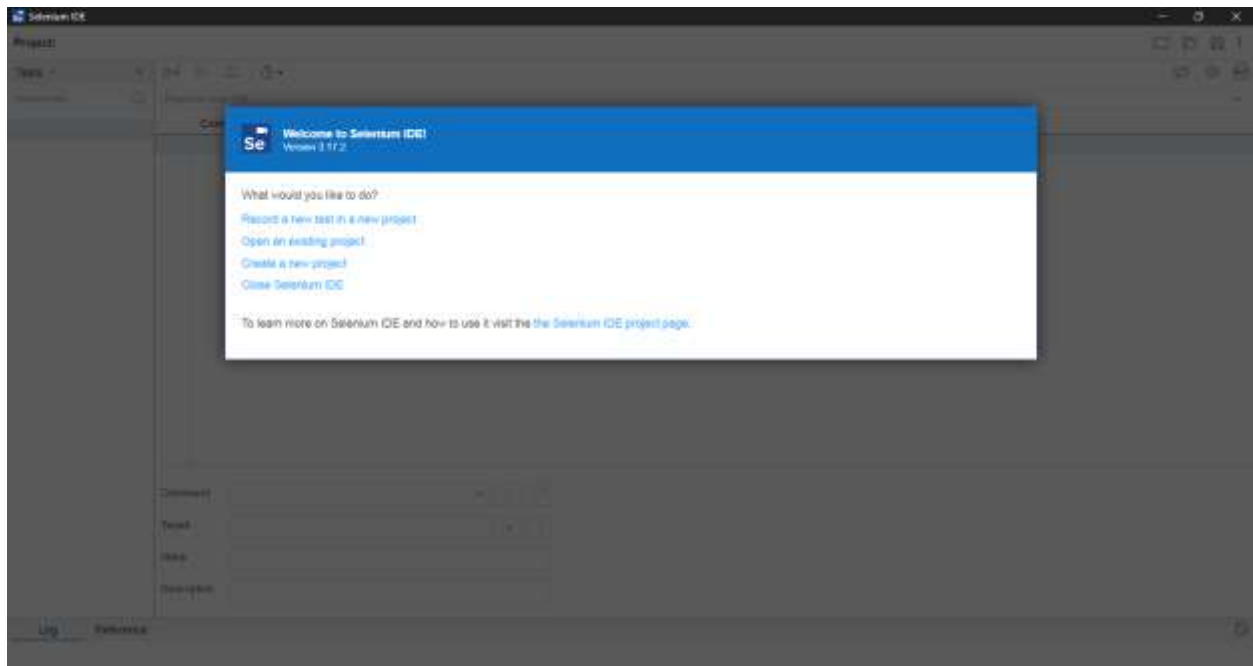 Selenium IDE
Project:
Tests
Com
Se
Welcome to Selenium IDE!
Version 3.17.2
What would you like to do?
Record a new test in a new project
Open an existing project
Create a new project
Close Selenium IDE
To learn more on Selenium IDE and how to use it visit the the Selenium IDE project page.
Command
Target
Value
Description
Log Reference